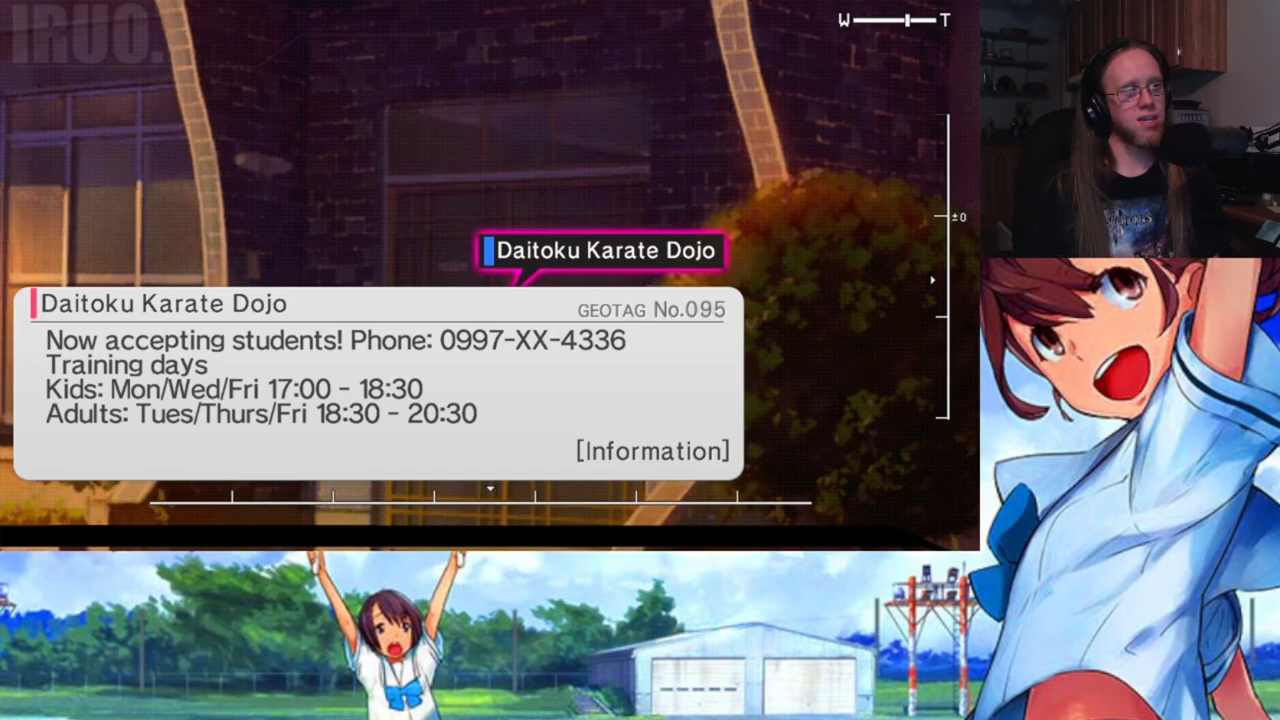 IRUO.
W T
±0
Daitoku Karate Dojo
Daitoku Karate Dojo
GEOTAG No.095
Now accepting students! Phone: 0997-XX-4336
Training days
Kids: Mon/Wed/Fri 17:00 - 18:30
Adults: Tues/Thurs/Fri 18:30 - 20:30
[Information]